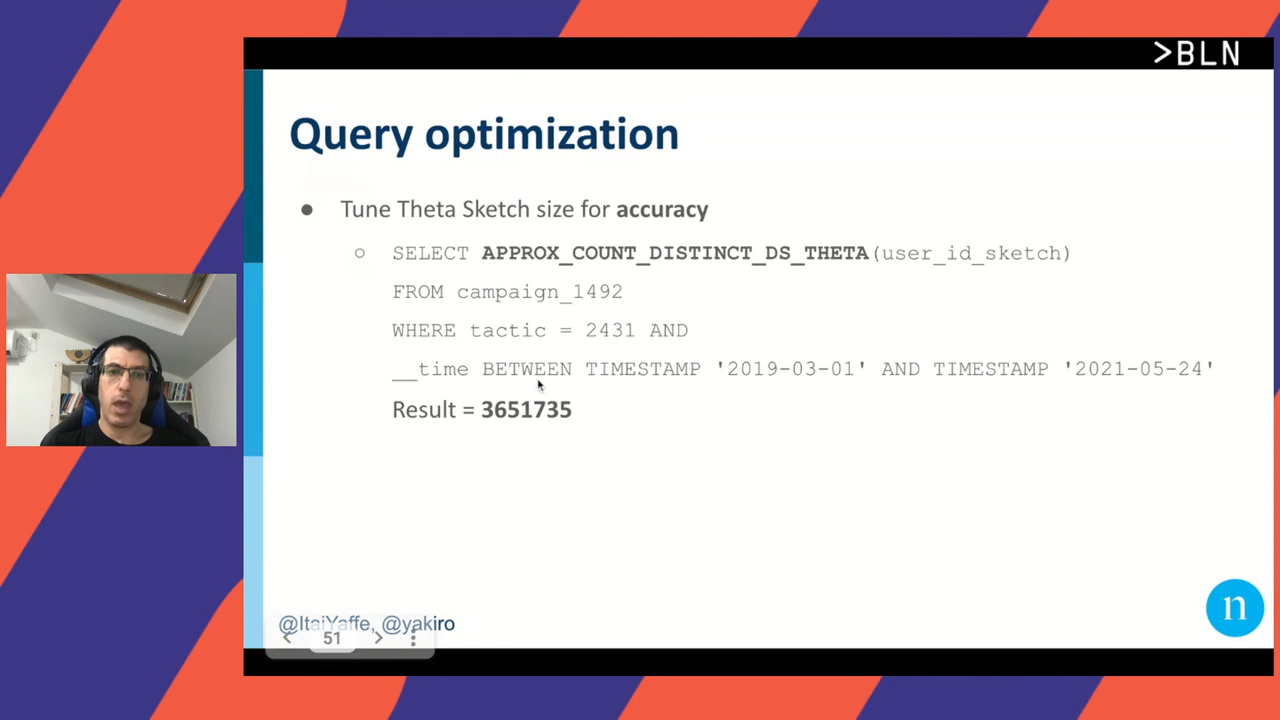 >BLN
Query optimization
● Tune Theta Sketch size for accuracy
○ SELECT APPROX_COUNT_DISTINCT_DS_THETA(user_id_sketch)
FROM campaign_1492
WHERE tactic = 2431 AND
__time BETWEEN TIMESTAMP '2019-03-01' AND TIMESTAMP '2021-05-24'
Result = 3651735
@ItaiYaffe, @yakiro
51
n